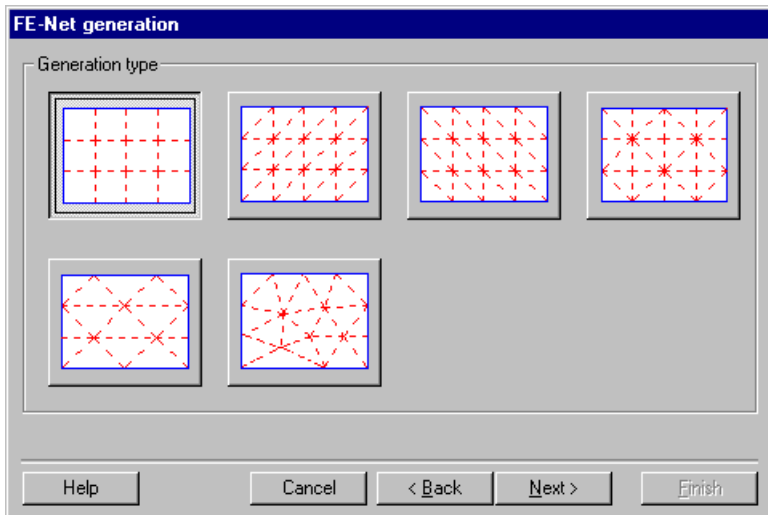 FE-Net generation
Generation type
Help Cancel < Back Next > Finish